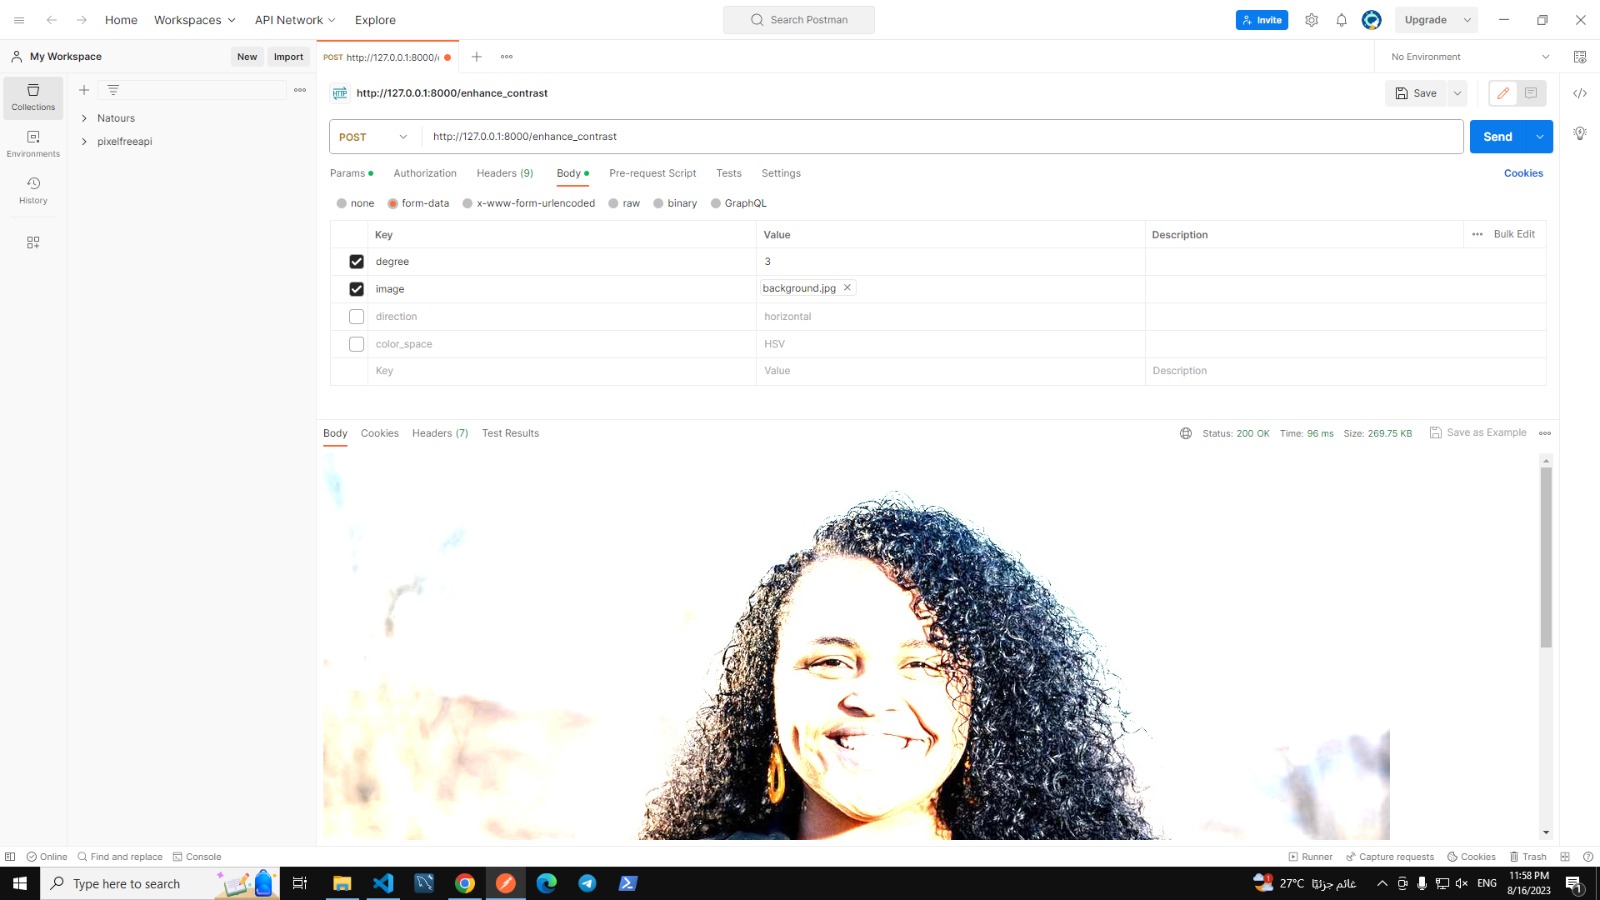 Home Workspaces API Network Explore Search Postman Invite Upgrade
My Workspace New Import POST http://127.0.0.1:8000/ No Environment
Collections
Environments
History
Natours
pixelfreeapi
HTTP http://127.0.0.1:8000/enhance_contrast Save
POST http://127.0.0.1:8000/enhance_contrast Send
Params Authorization Headers (9) Body Pre-request Script Tests Settings Cookies
none form-data x-www-form-urlencoded raw binary GraphQL
Key Value Description Bulk Edit
degree 3
image background.jpg
direction horizontal
color_space HSV
Key Value Description
Body Cookies Headers (7) Test Results Status: 200 OK Time: 96 ms Size: 269.75 KB Save as Example
Online Find and replace Console Runner Capture requests Cookies Trash
Type here to search 1 27°C غائم جزئيًا ENG 11:58 PM
8/16/2023 1